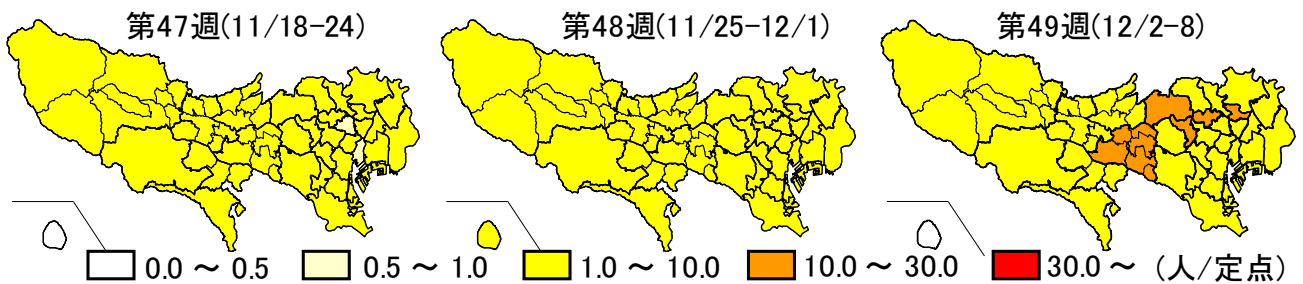 第47週(11/18-24)
第48週(11/25-12/1)
第49週(12/2-8)
0.0 ～ 0.5
0.5 ～ 1.0
1.0 ～ 10.0
10.0 ～ 30.0
30.0 ～ (人/定点)